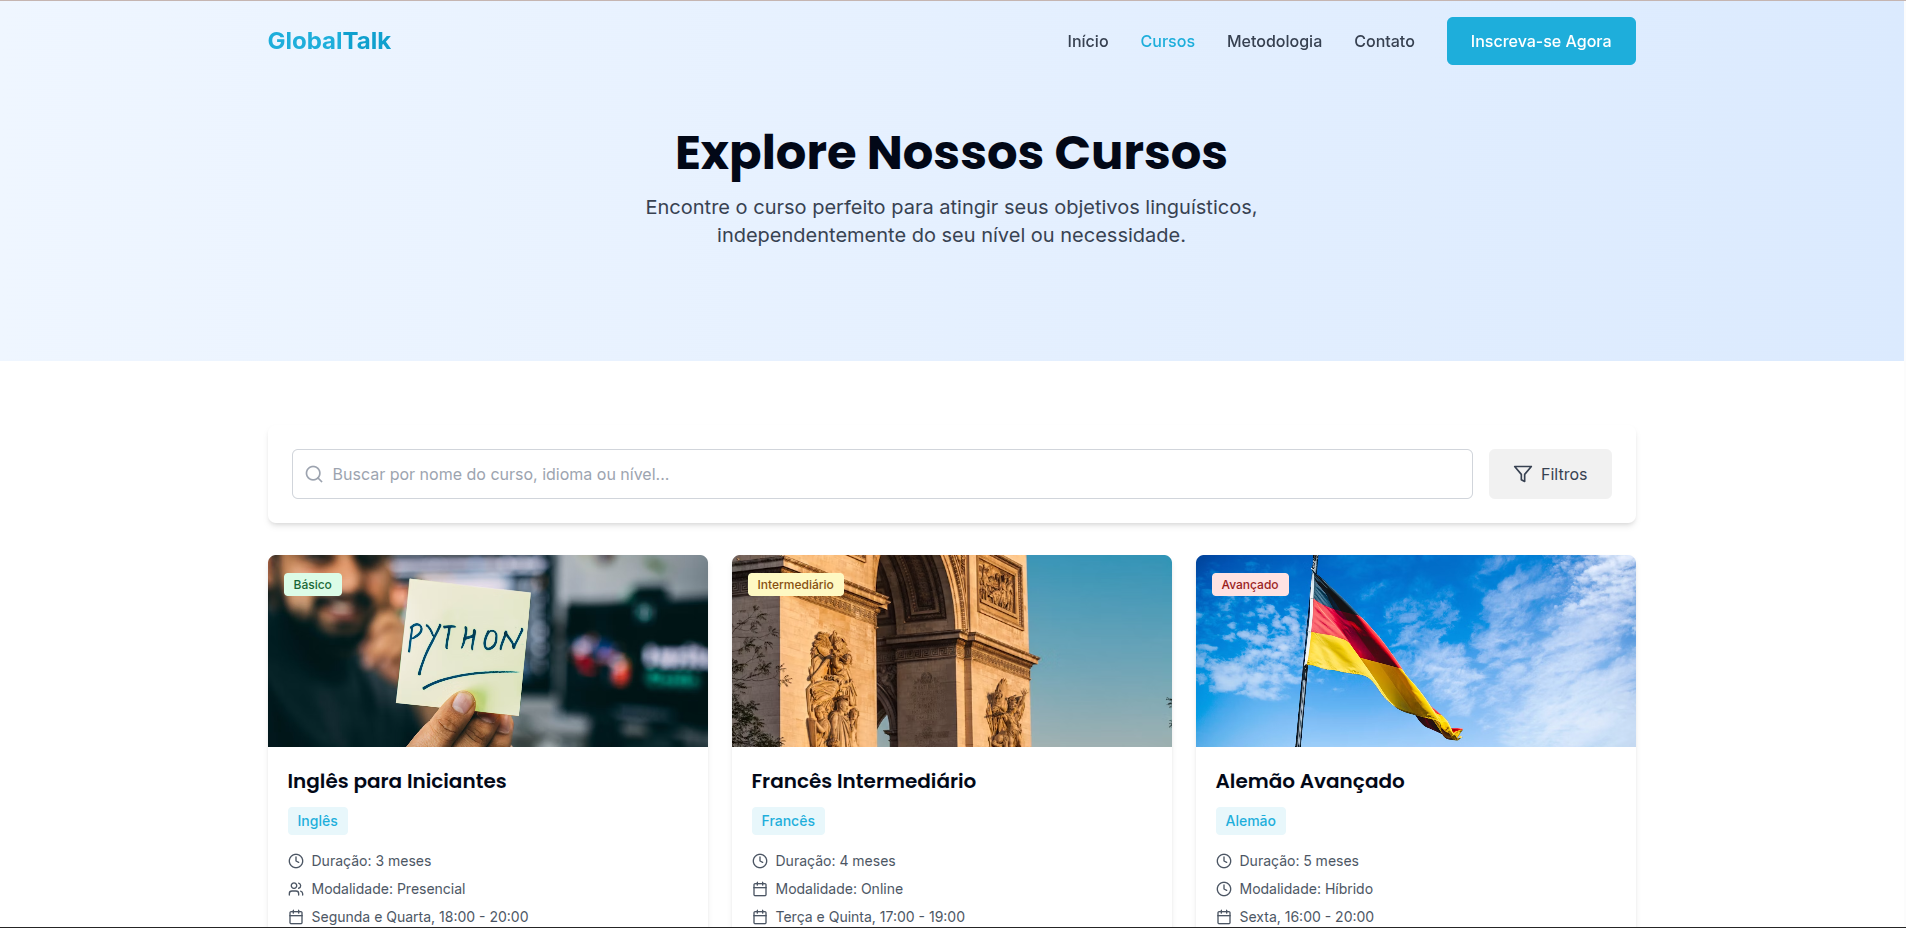 GlobalTalk
Início
Cursos
Metodologia
Contato
Inscreva-se Agora
Explore Nossos Cursos
Encontre o curso perfeito para atingir seus objetivos linguísticos,
independentemente do seu nível ou necessidade.
Buscar por nome do curso, idioma ou nível...
Filtros
Básico
PYTHON
Inglês para Iniciantes
Inglês
Duração: 3 meses
Modalidade: Presencial
Segunda e Quarta, 18:00 - 20:00
Intermediário
Francês Intermediário
Francês
Duração: 4 meses
Modalidade: Online
Terça e Quinta, 17:00 - 19:00
Avançado
Alemão Avançado
Alemão
Duração: 5 meses
Modalidade: Híbrido
Sexta, 16:00 - 20:00